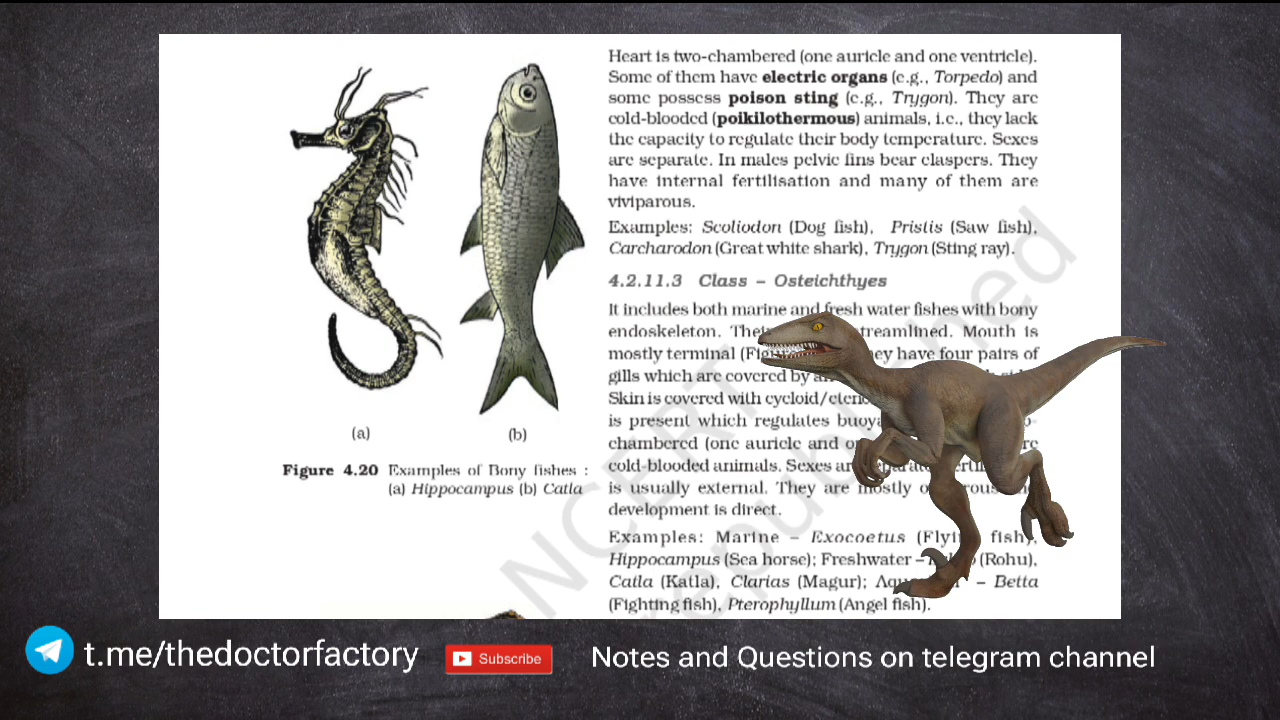 Heart is two-chambered (one auricle and one ventricle).
Some of them have electric organs (e.g., Torpedo) and
some possess poison sting (e.g., Trygon). They are
cold-blooded (poikilothermous) animals, i.e., they lack
the capacity to regulate their body temperature. Sexes
are separate. In males pelvic fins bear claspers. They
have internal fertilisation and many of them are
viviparous.
Examples: Scoliodon (Dog fish), Pristis (Saw fish),
Carcharodon (Great white shark), Trygon (Sting ray).
4.2.11.3 Class – Osteichthyes
It includes both marine and fresh water fishes with bony
endoskeleton. streamlined. Mouth is
mostly terminal they have four pairs of
gills which are covered by
Skin is covered with
is present which regulates
chambered (one auricle and
cold-blooded animals. Sexes
is usually external. They are mostly
development is direct.
Examples: Marine – Exocoetus (Flying fish),
Hippocampus (Sea horse); Freshwater – (Rohu),
Catla (Katla), Clarias (Magur); – Betta
(Fighting fish), Pterophyllum (Angel fish).
(a)
(b)
Figure 4.20 Examples of Bony fishes :
(a) Hippocampus (b) Catla
NCERT
republished
t.me/thedoctorfactory
Subscribe
Notes and Questions on telegram channel